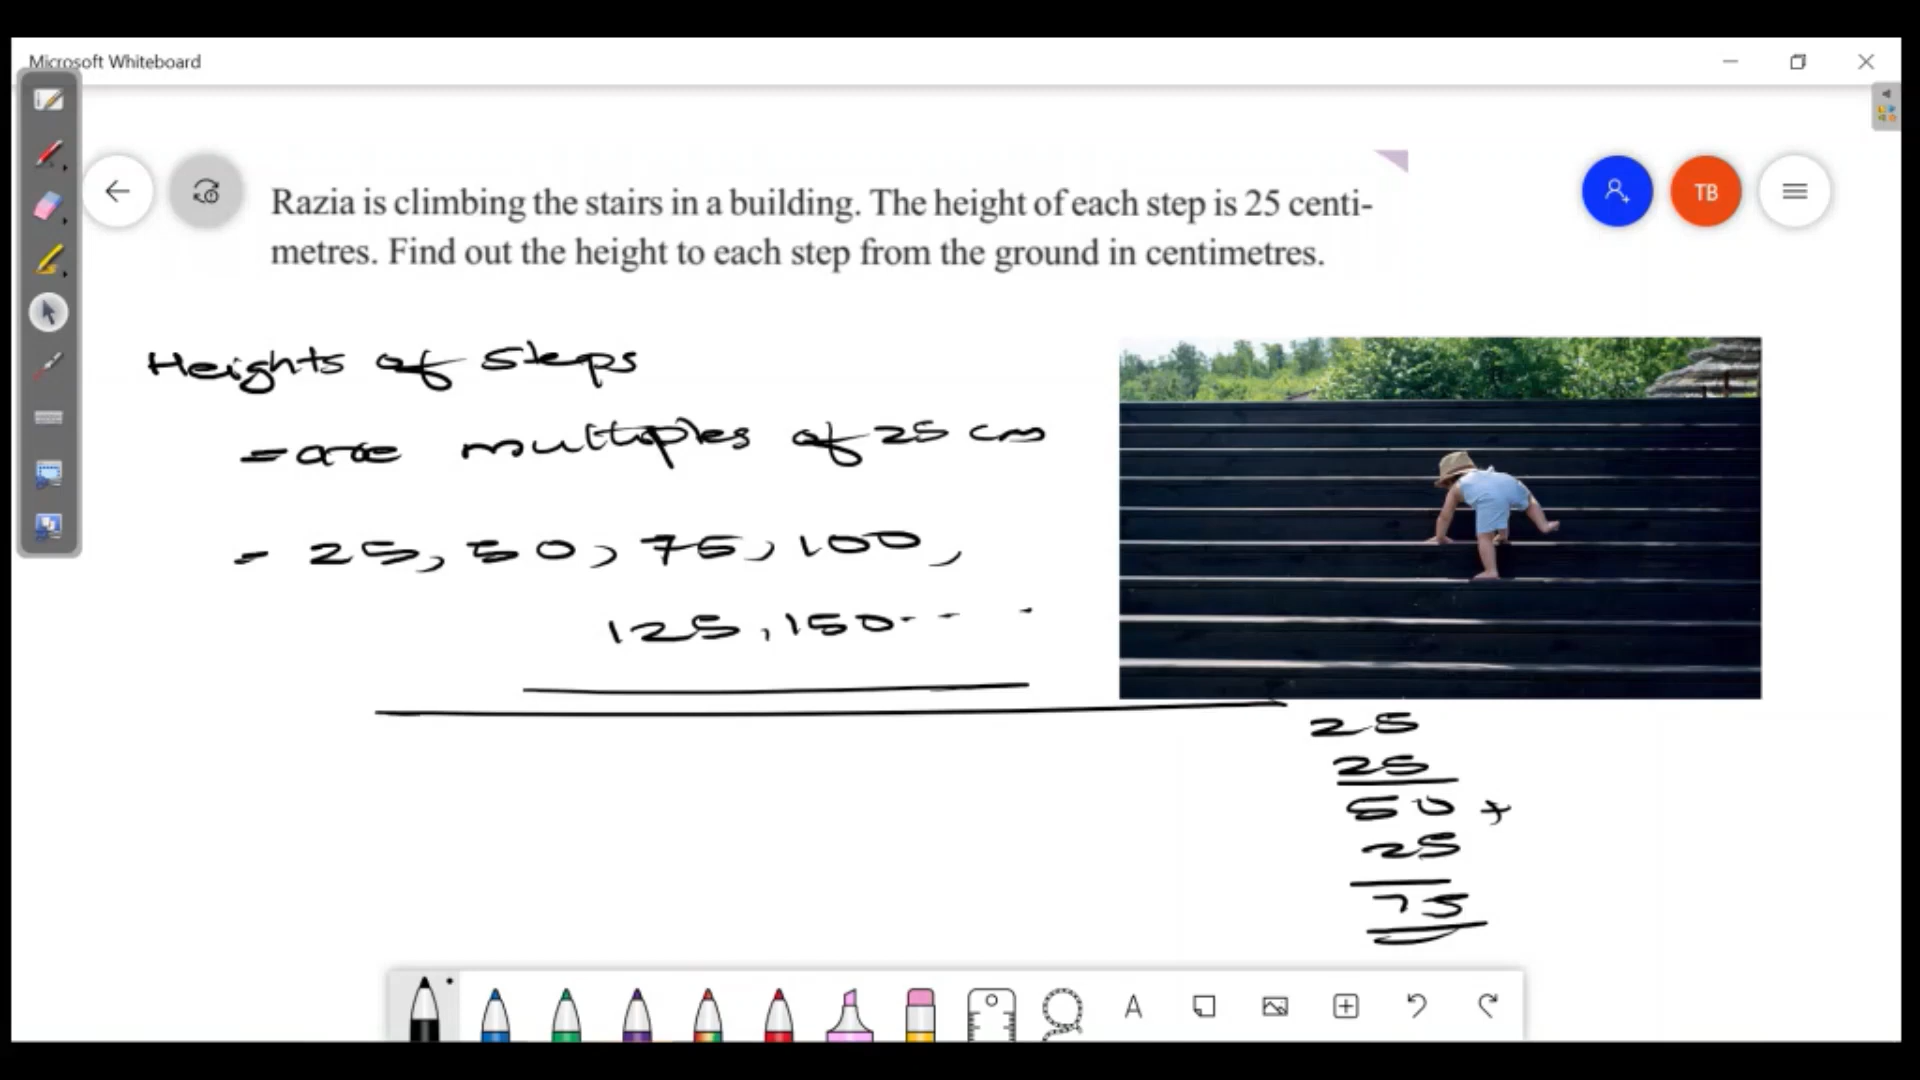 Microsoft Whiteboard
TB
Razia is climbing the stairs in a building. The height of each step is 25 centi-
metres. Find out the height to each step from the ground in centimetres.
Heights of steps
= are multiples of 25 cm
= 25, 50, 75, 100,
125, 150 - - -
25
25
50 +
25
75
A